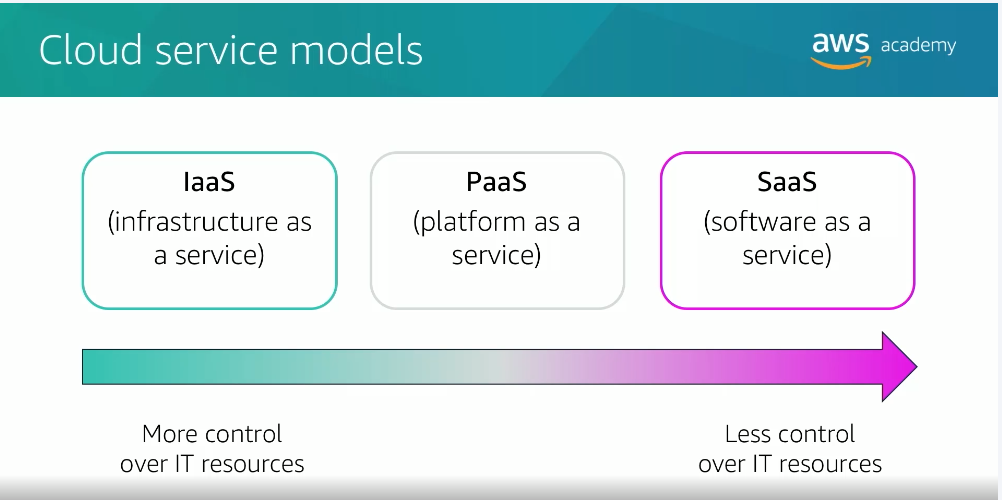 Cloud service models
aws academy
IaaS
(infrastructure as
a service)
PaaS
(platform as a
service)
SaaS
(software as a
service)
More control
over IT resources
Less control
over IT resources